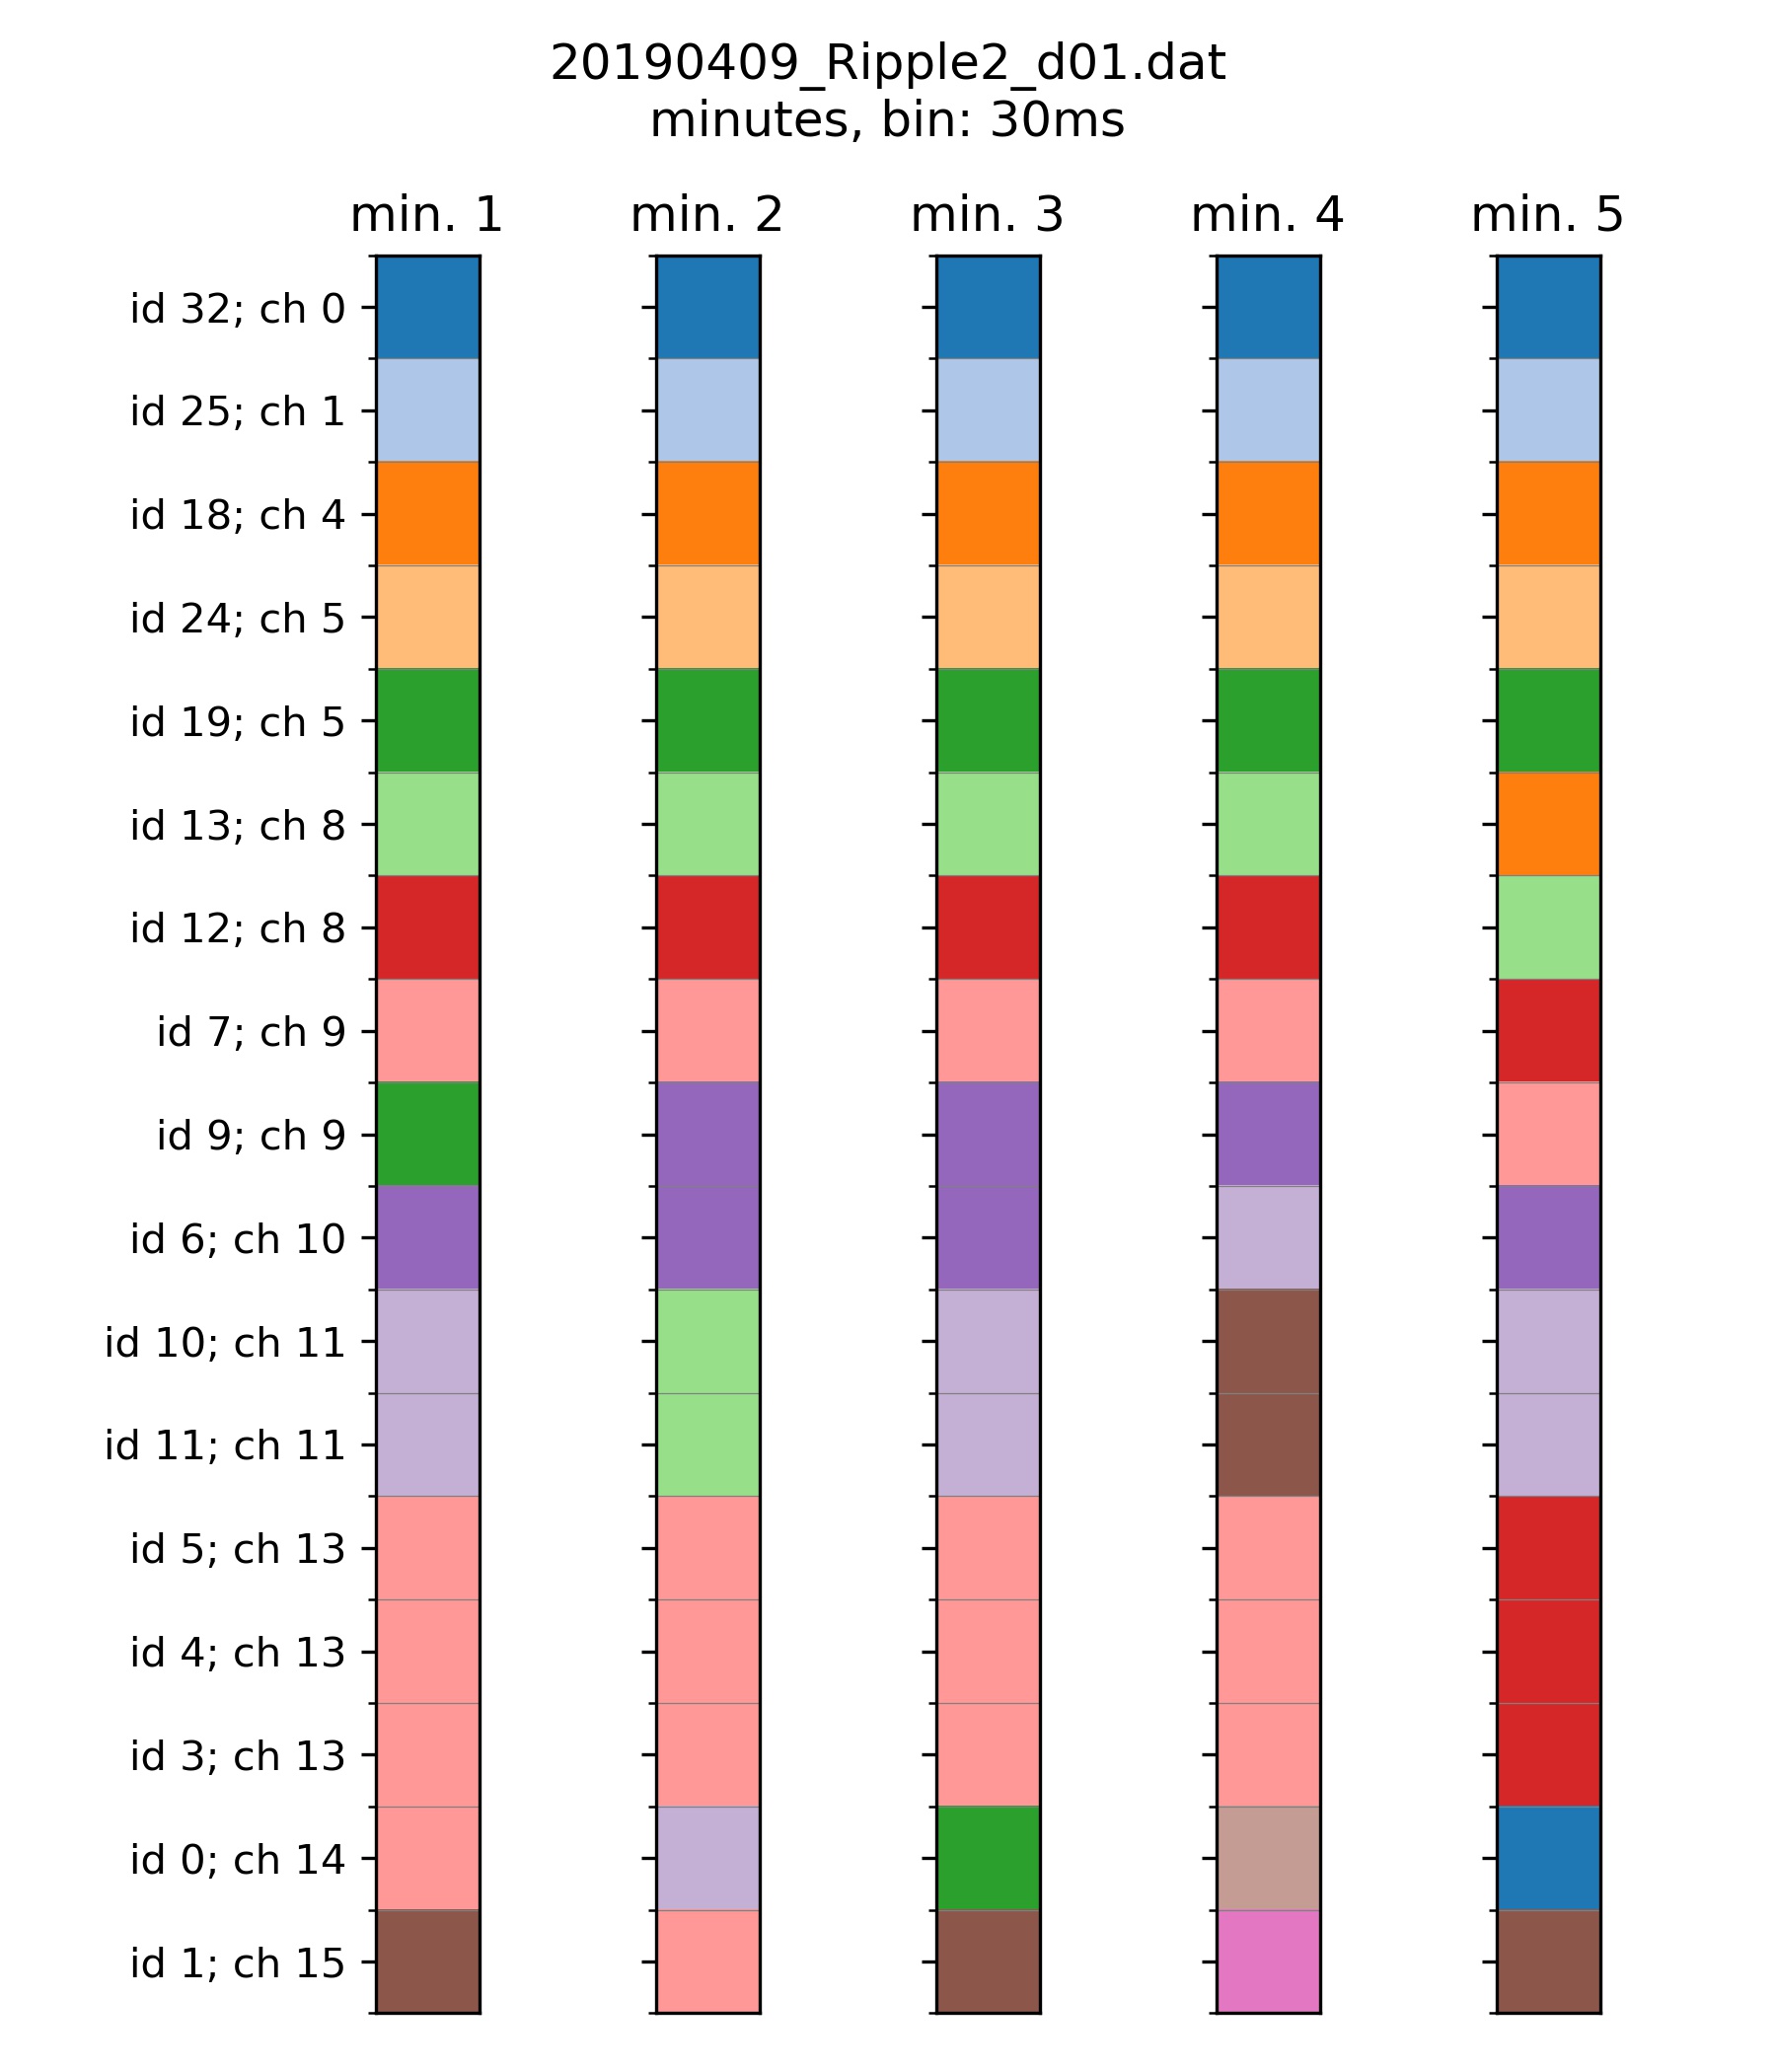 20190409_Ripple2_d01.dat
minutes, bin: 30ms
min. 1 min. 2 min. 3 min. 4 min. 5
id 32; ch 0
id 25; ch 1
id 18; ch 4
id 24; ch 5
id 19; ch 5
id 13; ch 8
id 12; ch 8
id 7; ch 9
id 9; ch 9
id 6; ch 10
id 10; ch 11
id 11; ch 11
id 5; ch 13
id 4; ch 13
id 3; ch 13
id 0; ch 14
id 1; ch 15